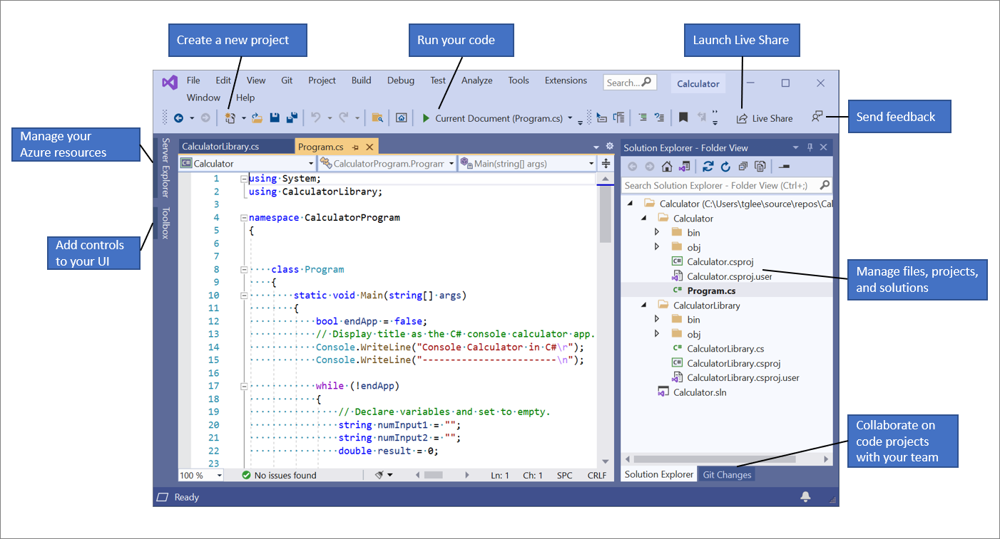 Create a new project
Run your code
Launch Live Share
File Edit View Git Project Build Debug Test Analyze Tools Extensions Search... Calculator
Window Help
Current Document (Program.cs)
Live Share
Send feedback
Manage your
Azure resources
Server Explorer
Toolbox
Add controls
to your UI
CalculatorLibrary.cs Program.cs
Calculator CalculatorProgram.Program Main(string[] args)
1 using System;
2 using CalculatorLibrary;
3
4 namespace CalculatorProgram
5 {
6
7
8 class Program
9 {
10 static void Main(string[] args)
11 {
12 bool endApp = false;
13 // Display title as the C# console calculator app.
14 Console.WriteLine("Console Calculator in C#\r");
15 Console.WriteLine("------------------------\n");
16
17 while (!endApp)
18 {
19 // Declare variables and set to empty.
20 string numInput1 = "";
21 string numInput2 = "";
22 double result = 0;
23
100 % No issues found Ln: 1 Ch: 1 SPC CRLF
Solution Explorer - Folder View
Search Solution Explorer - Folder View (Ctrl+;)
Calculator (C:\Users\tglee\source\repos\Cal
Calculator
bin
obj
C# Calculator.csproj
Calculator.csproj.user
C# Program.cs
CalculatorLibrary
bin
obj
C# CalculatorLibrary.cs
C# CalculatorLibrary.csproj
CalculatorLibrary.csproj.user
Calculator.sln
Solution Explorer Git Changes
Manage files, projects,
and solutions
Collaborate on
code projects
with your team
Ready